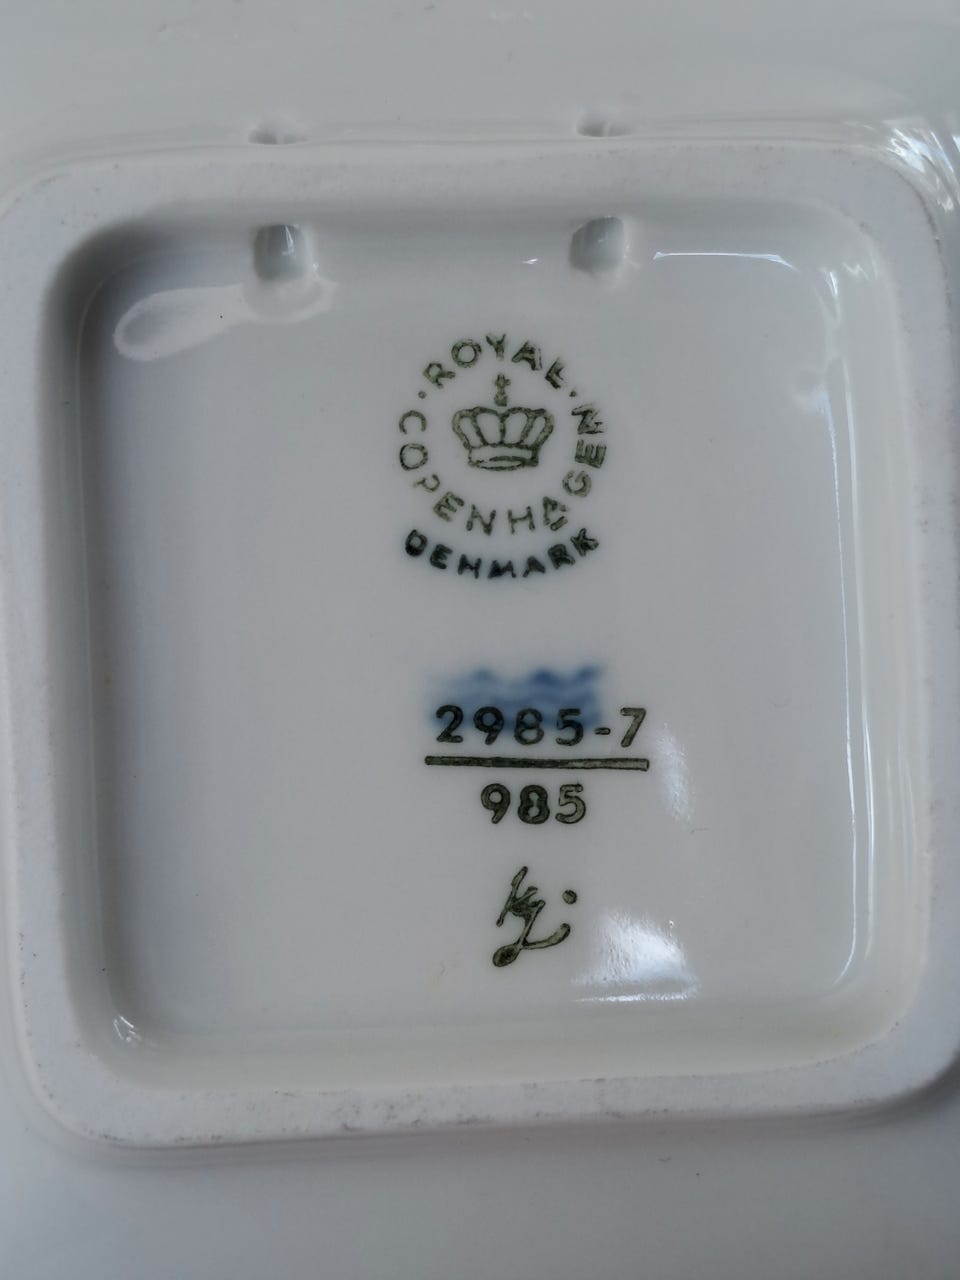 ROYAL
COPENHAGEN
DENMARK
2985-7
985